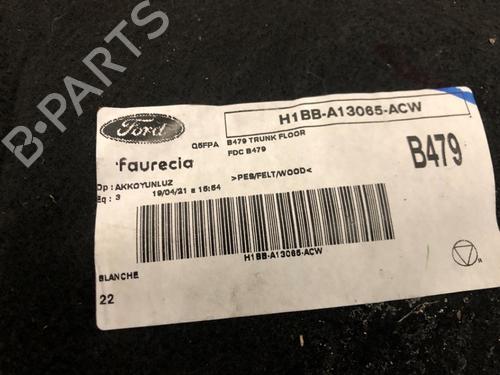 Ford
H1BB-A13065-ACW
Q5FPA
B479 TRUNK FLOOR
FDC B479
faurecia
B479
>PES/FELT/WOOD<
Op : AKKOYUNLUZ
Eq : 3
19/04/21 à 15:54
H1BB-A13065-ACW
BLANCHE
22
B-PARTS